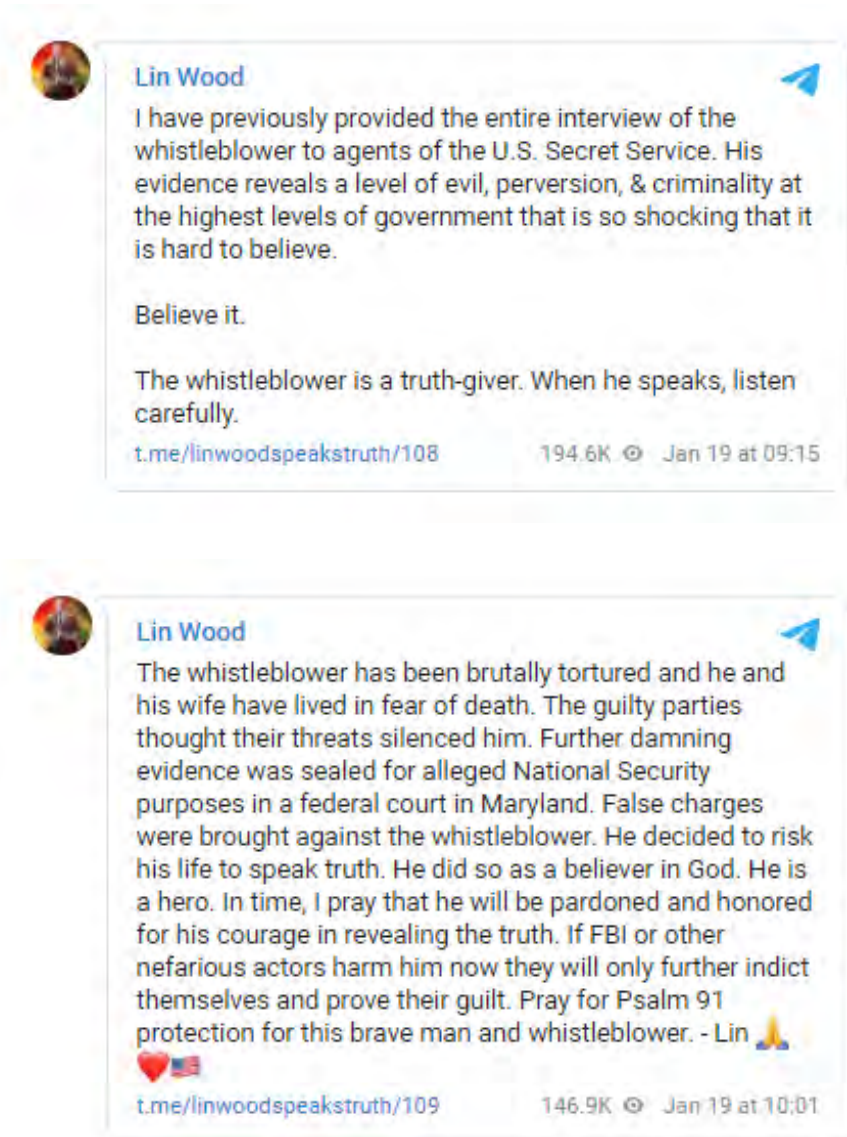 Lin Wood
I have previously provided the entire interview of the
whistleblower to agents of the U.S. Secret Service. His
evidence reveals a level of evil, perversion, & criminality at
the highest levels of government that is so shocking that it
is hard to believe.
Believe it.
The whistleblower is a truth-giver. When he speaks, listen
carefully.
t.me/linwoodspeakstruth/108 194.6K Jan 19 at 09:15
Lin Wood
The whistleblower has been brutally tortured and he and
his wife have lived in fear of death. The guilty parties
thought their threats silenced him. Further damning
evidence was sealed for alleged National Security
purposes in a federal court in Maryland. False charges
were brought against the whistleblower. He decided to risk
his life to speak truth. He did so as a believer in God. He is
a hero. In time, I pray that he will be pardoned and honored
for his courage in revealing the truth. If FBI or other
nefarious actors harm him now they will only further indict
themselves and prove their guilt. Pray for Psalm 91
protection for this brave man and whistleblower. - Lin 🙏
❤️🇺🇸
t.me/linwoodspeakstruth/109 146.9K Jan 19 at 10:01